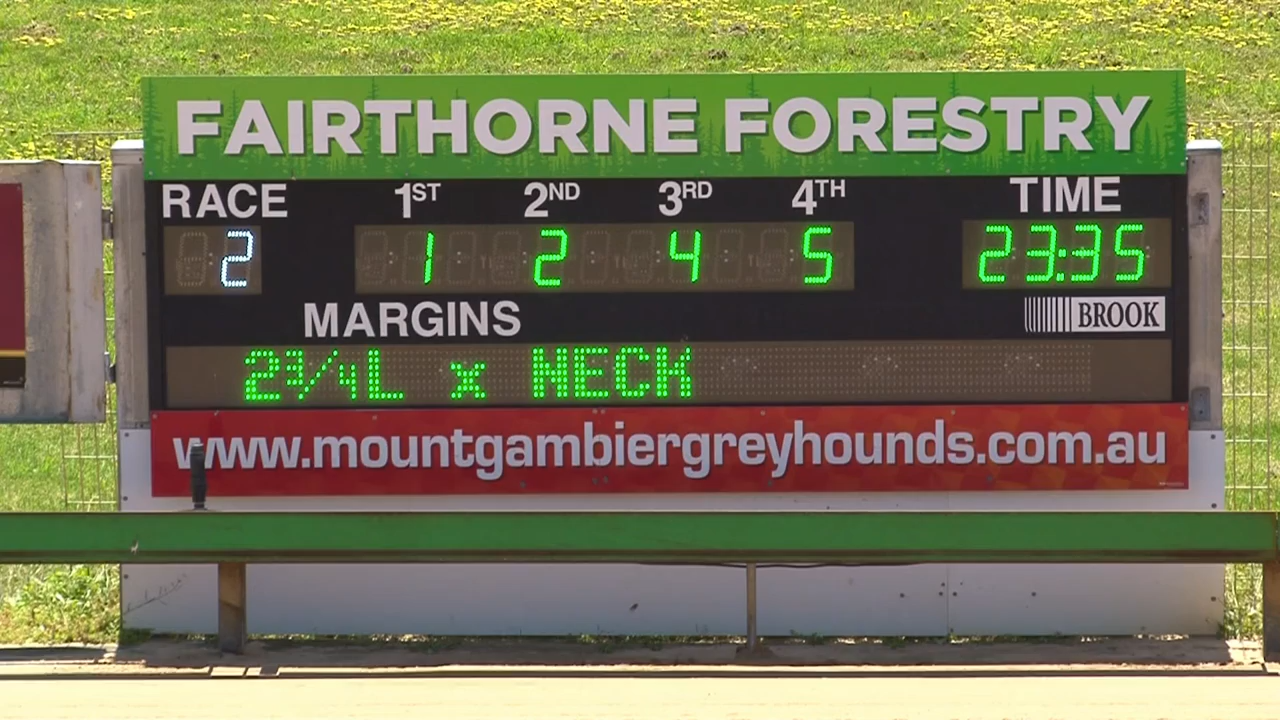 FAIRTHORNE FORESTRY
RACE 1ST 2ND 3RD 4TH TIME
2 1 2 4 5 23:35
MARGINS BROOK
2¾L x NECK
www.mountgambiergreyhounds.com.au